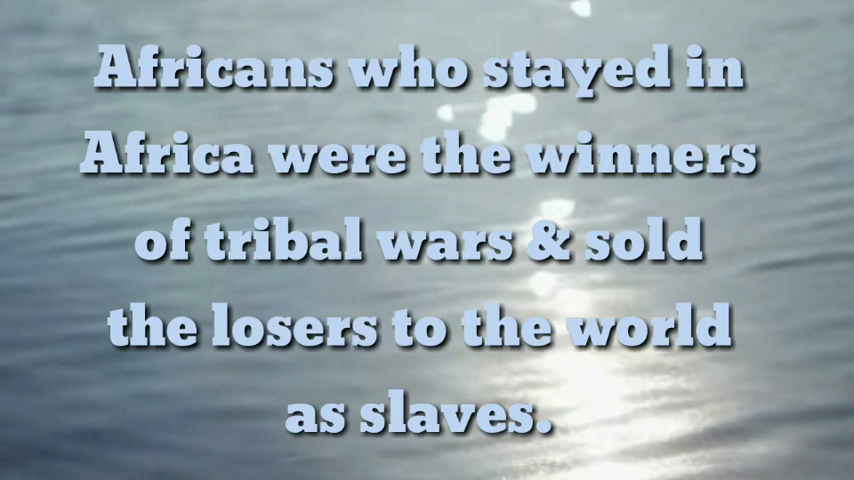 Africans who stayed in
Africa were the winners
of tribal wars & sold
the losers to the world
as slaves.